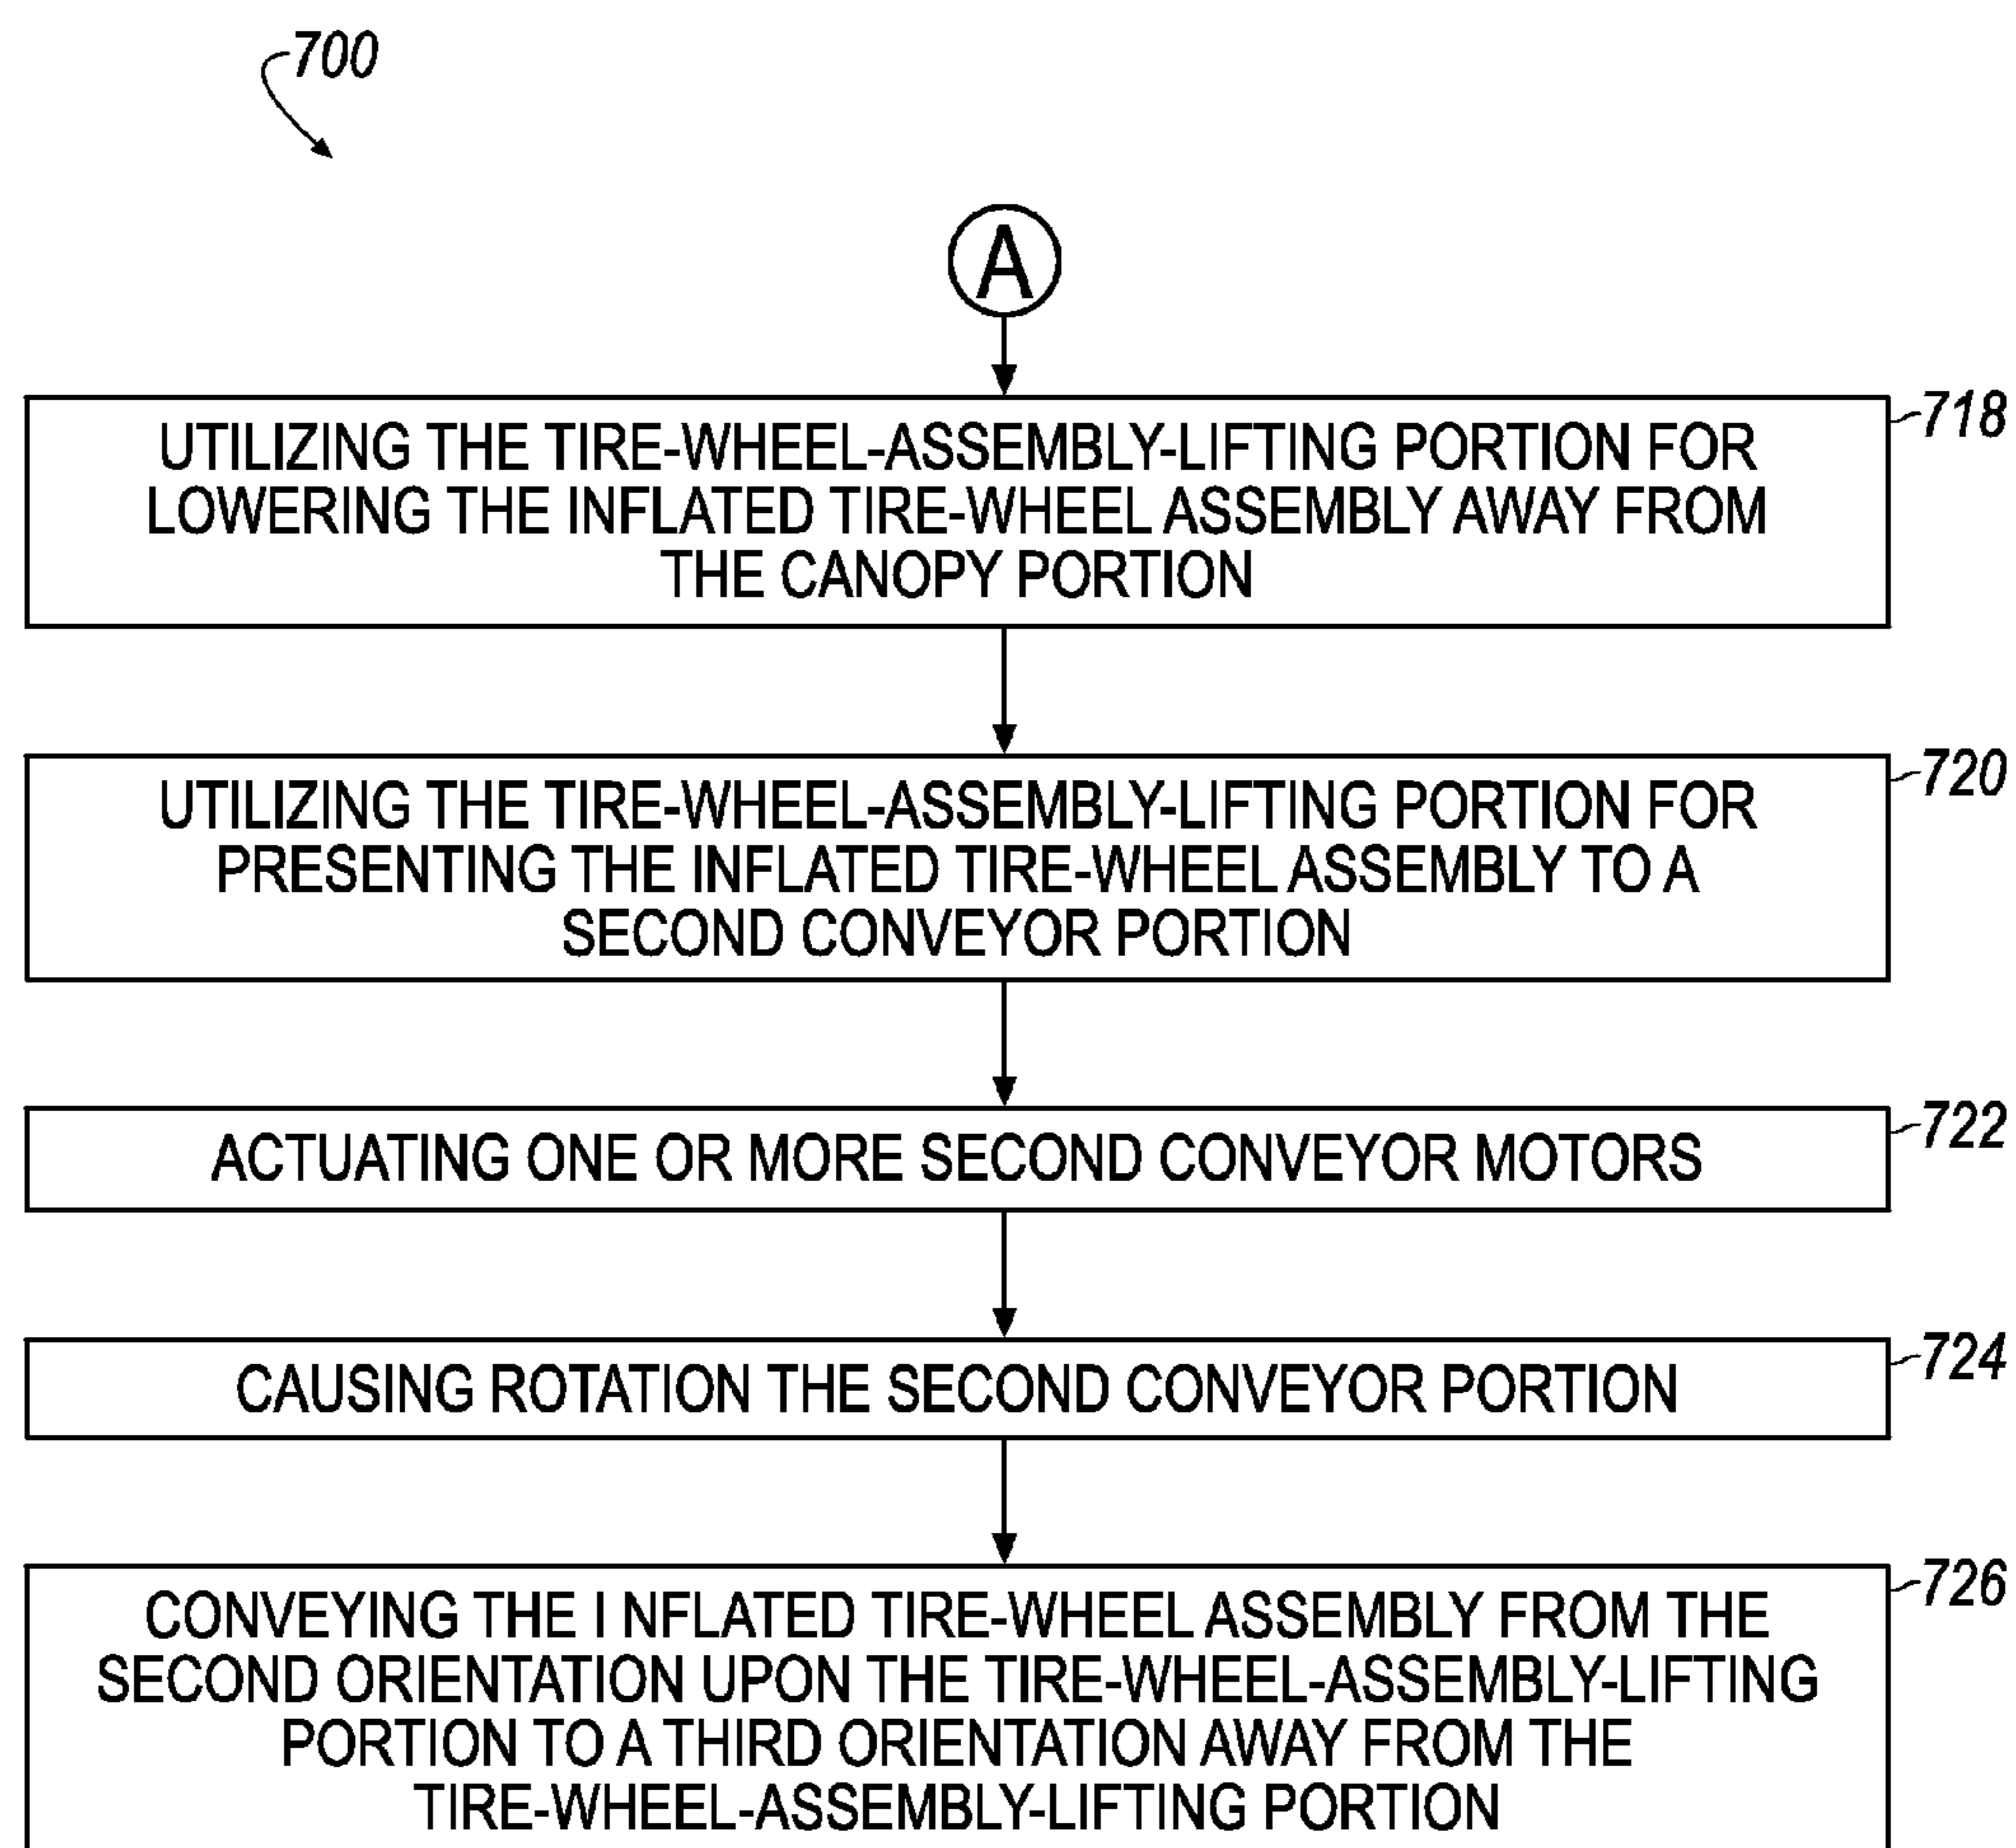 700
A
718
UTILIZING THE TIRE-WHEEL-ASSEMBLY-LIFTING PORTION FOR
LOWERING THE INFLATED TIRE-WHEEL ASSEMBLY AWAY FROM
THE CANOPY PORTION
720
UTILIZING THE TIRE-WHEEL-ASSEMBLY-LIFTING PORTION FOR
PRESENTING THE INFLATED TIRE-WHEEL ASSEMBLY TO A
SECOND CONVEYOR PORTION
722
ACTUATING ONE OR MORE SECOND CONVEYOR MOTORS
724
CAUSING ROTATION THE SECOND CONVEYOR PORTION
726
CONVEYING THE I NFLATED TIRE-WHEEL ASSEMBLY FROM THE
SECOND ORIENTATION UPON THE TIRE-WHEEL-ASSEMBLY-LIFTING
PORTION TO A THIRD ORIENTATION AWAY FROM THE
TIRE-WHEEL-ASSEMBLY-LIFTING PORTION